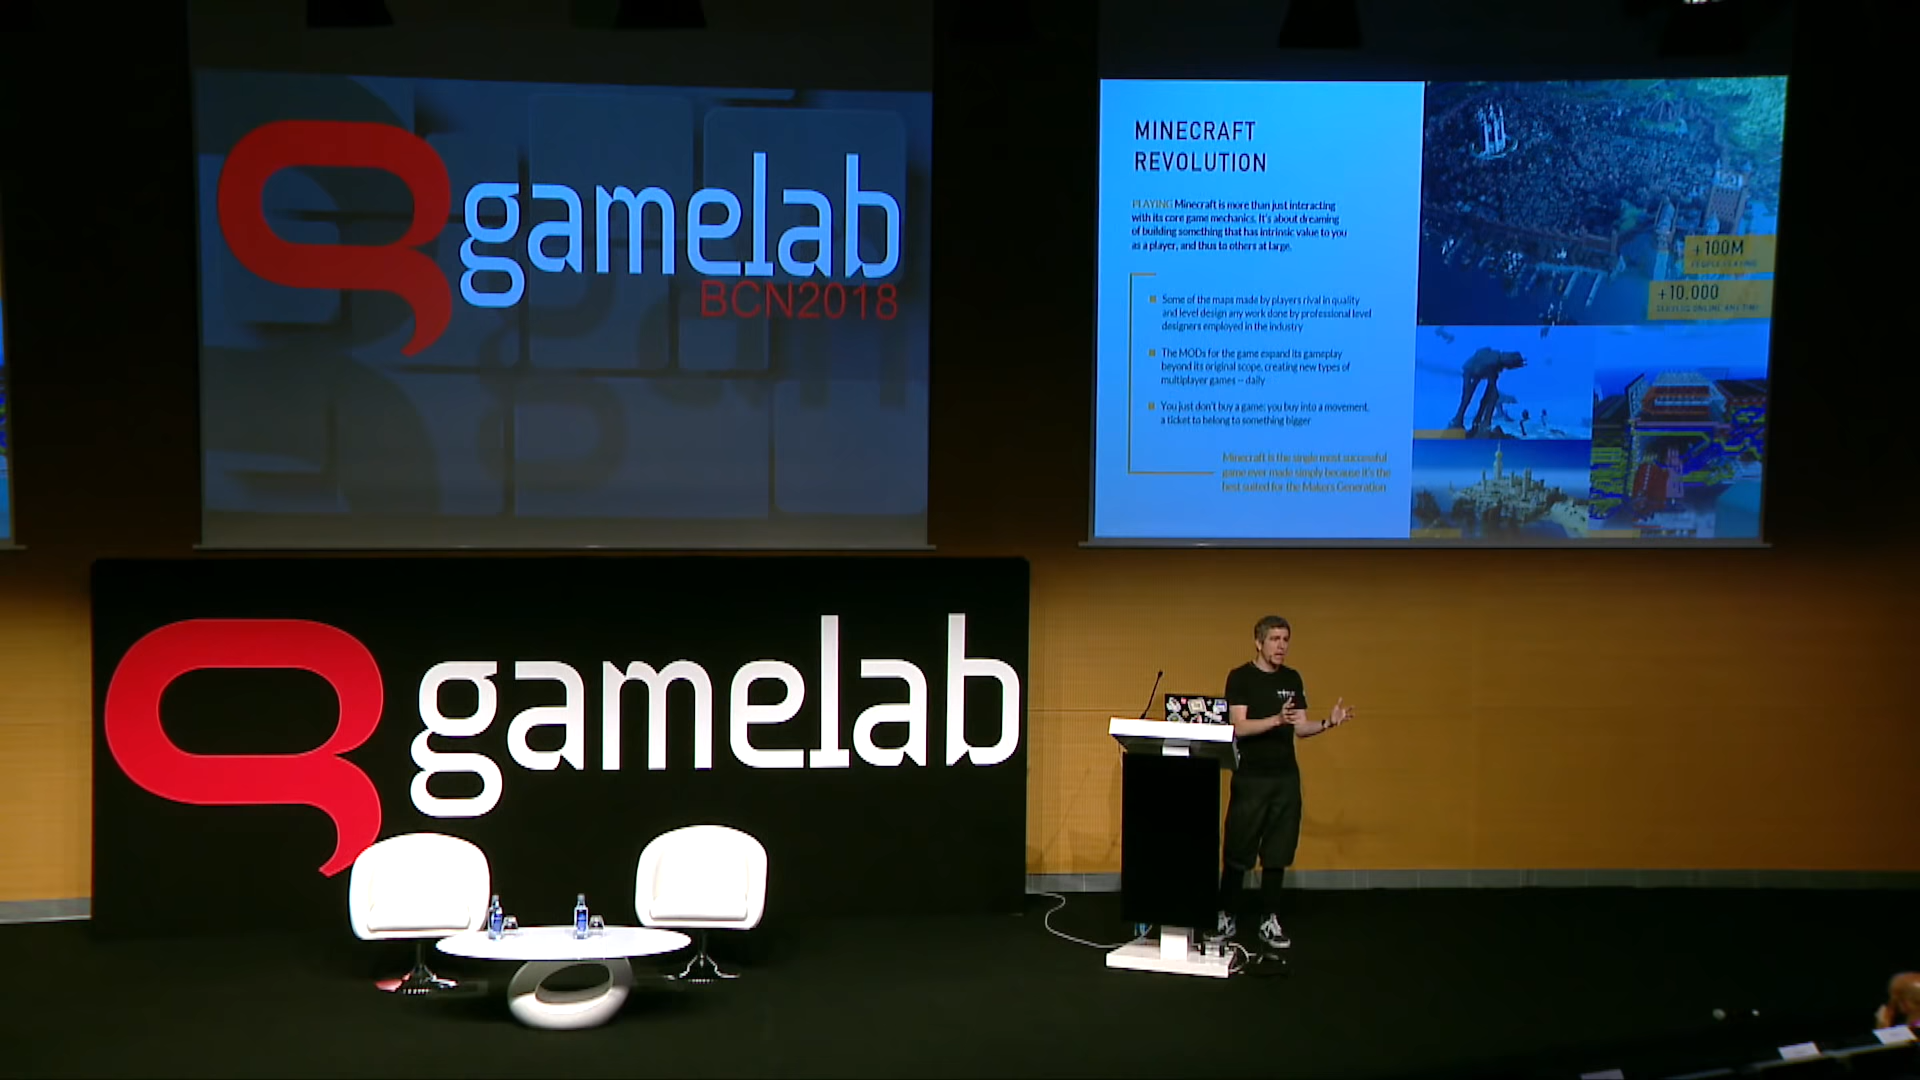 gamelab
BCN2018
MINECRAFT
REVOLUTION
PLAYING Minecraft is more than just interacting
with its core game mechanics. It's about dreaming
of building something that has intrinsic value to you
as a player, and thus to others at large.
Some of the maps made by players rival in quality
and level design any work done by professional level
designers employed in the industry
The MODs for the game expand its gameplay
beyond its original scope, creating new types of
multiplayer games – daily
You just don't buy a game: you buy into a movement,
a ticket to belong to something bigger
Minecraft is the single most successful
game ever made simply because it's the
best suited for the Makers Generation
+100M
+10.000
SERVERS ONLINE ANYTIME
gamelab